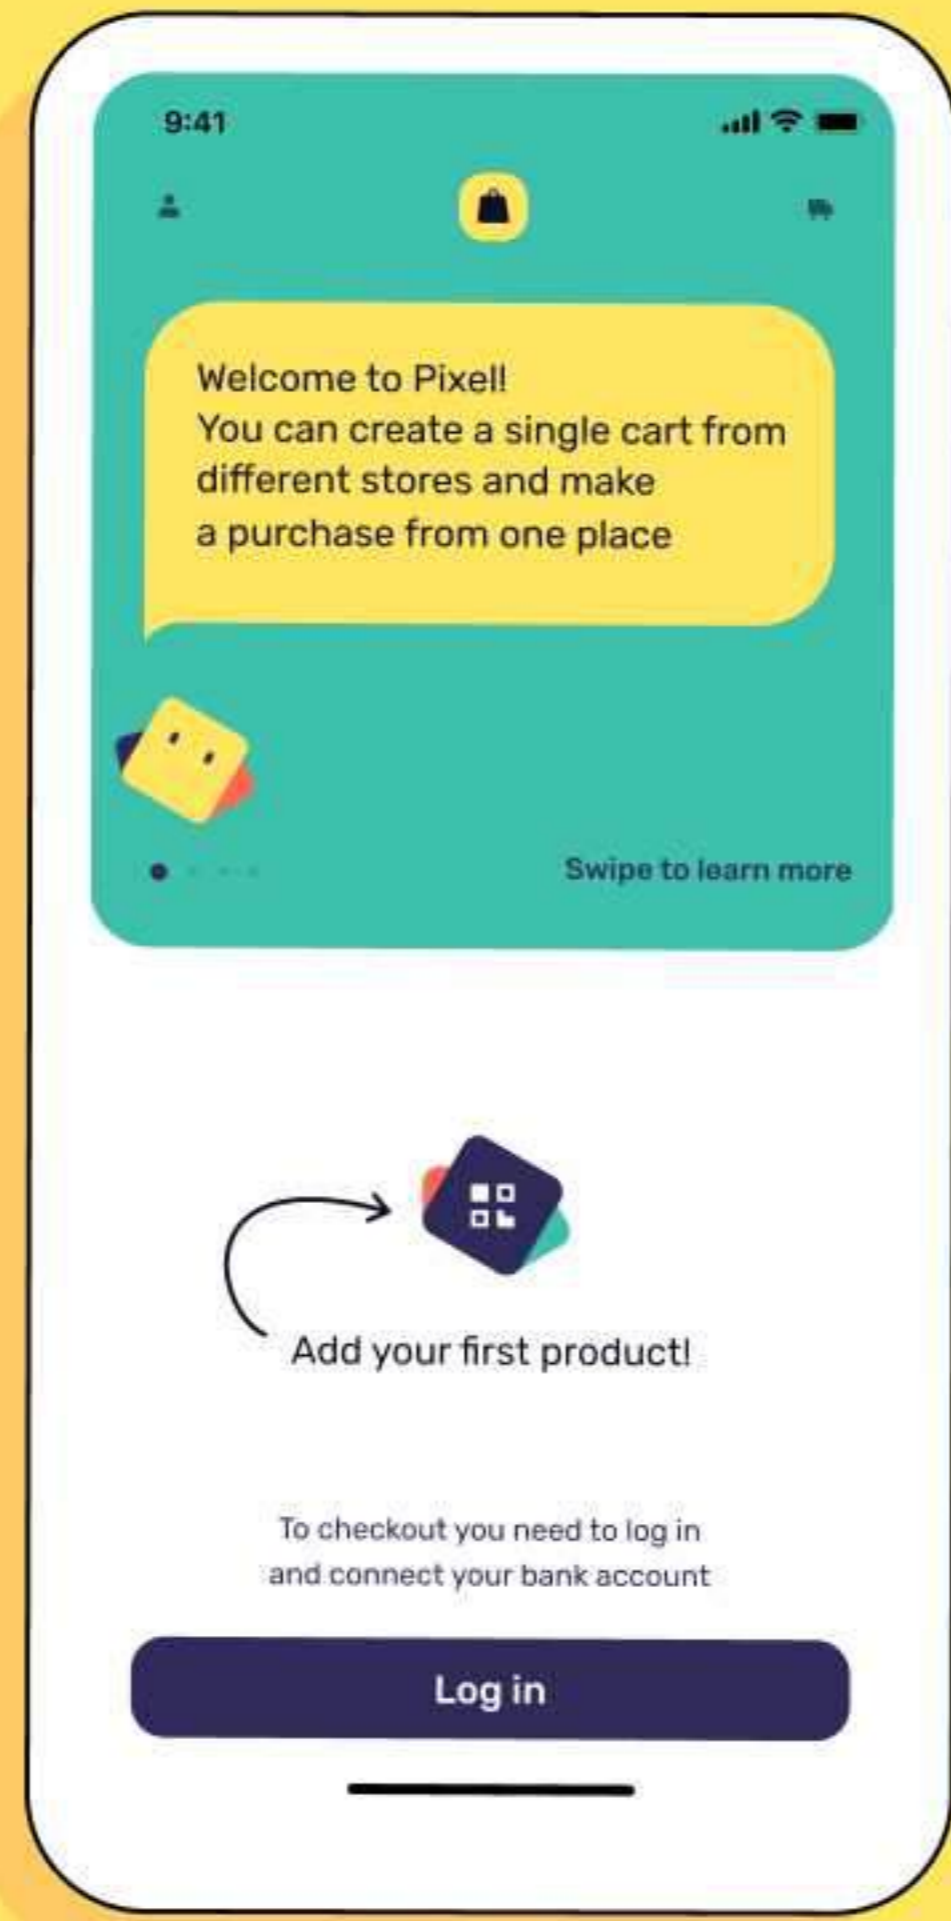 9:41
Welcome to Pixel!
You can create a single cart from
different stores and make
a purchase from one place
Swipe to learn more
Add your first product!
To checkout you need to log in
and connect your bank account
Log in